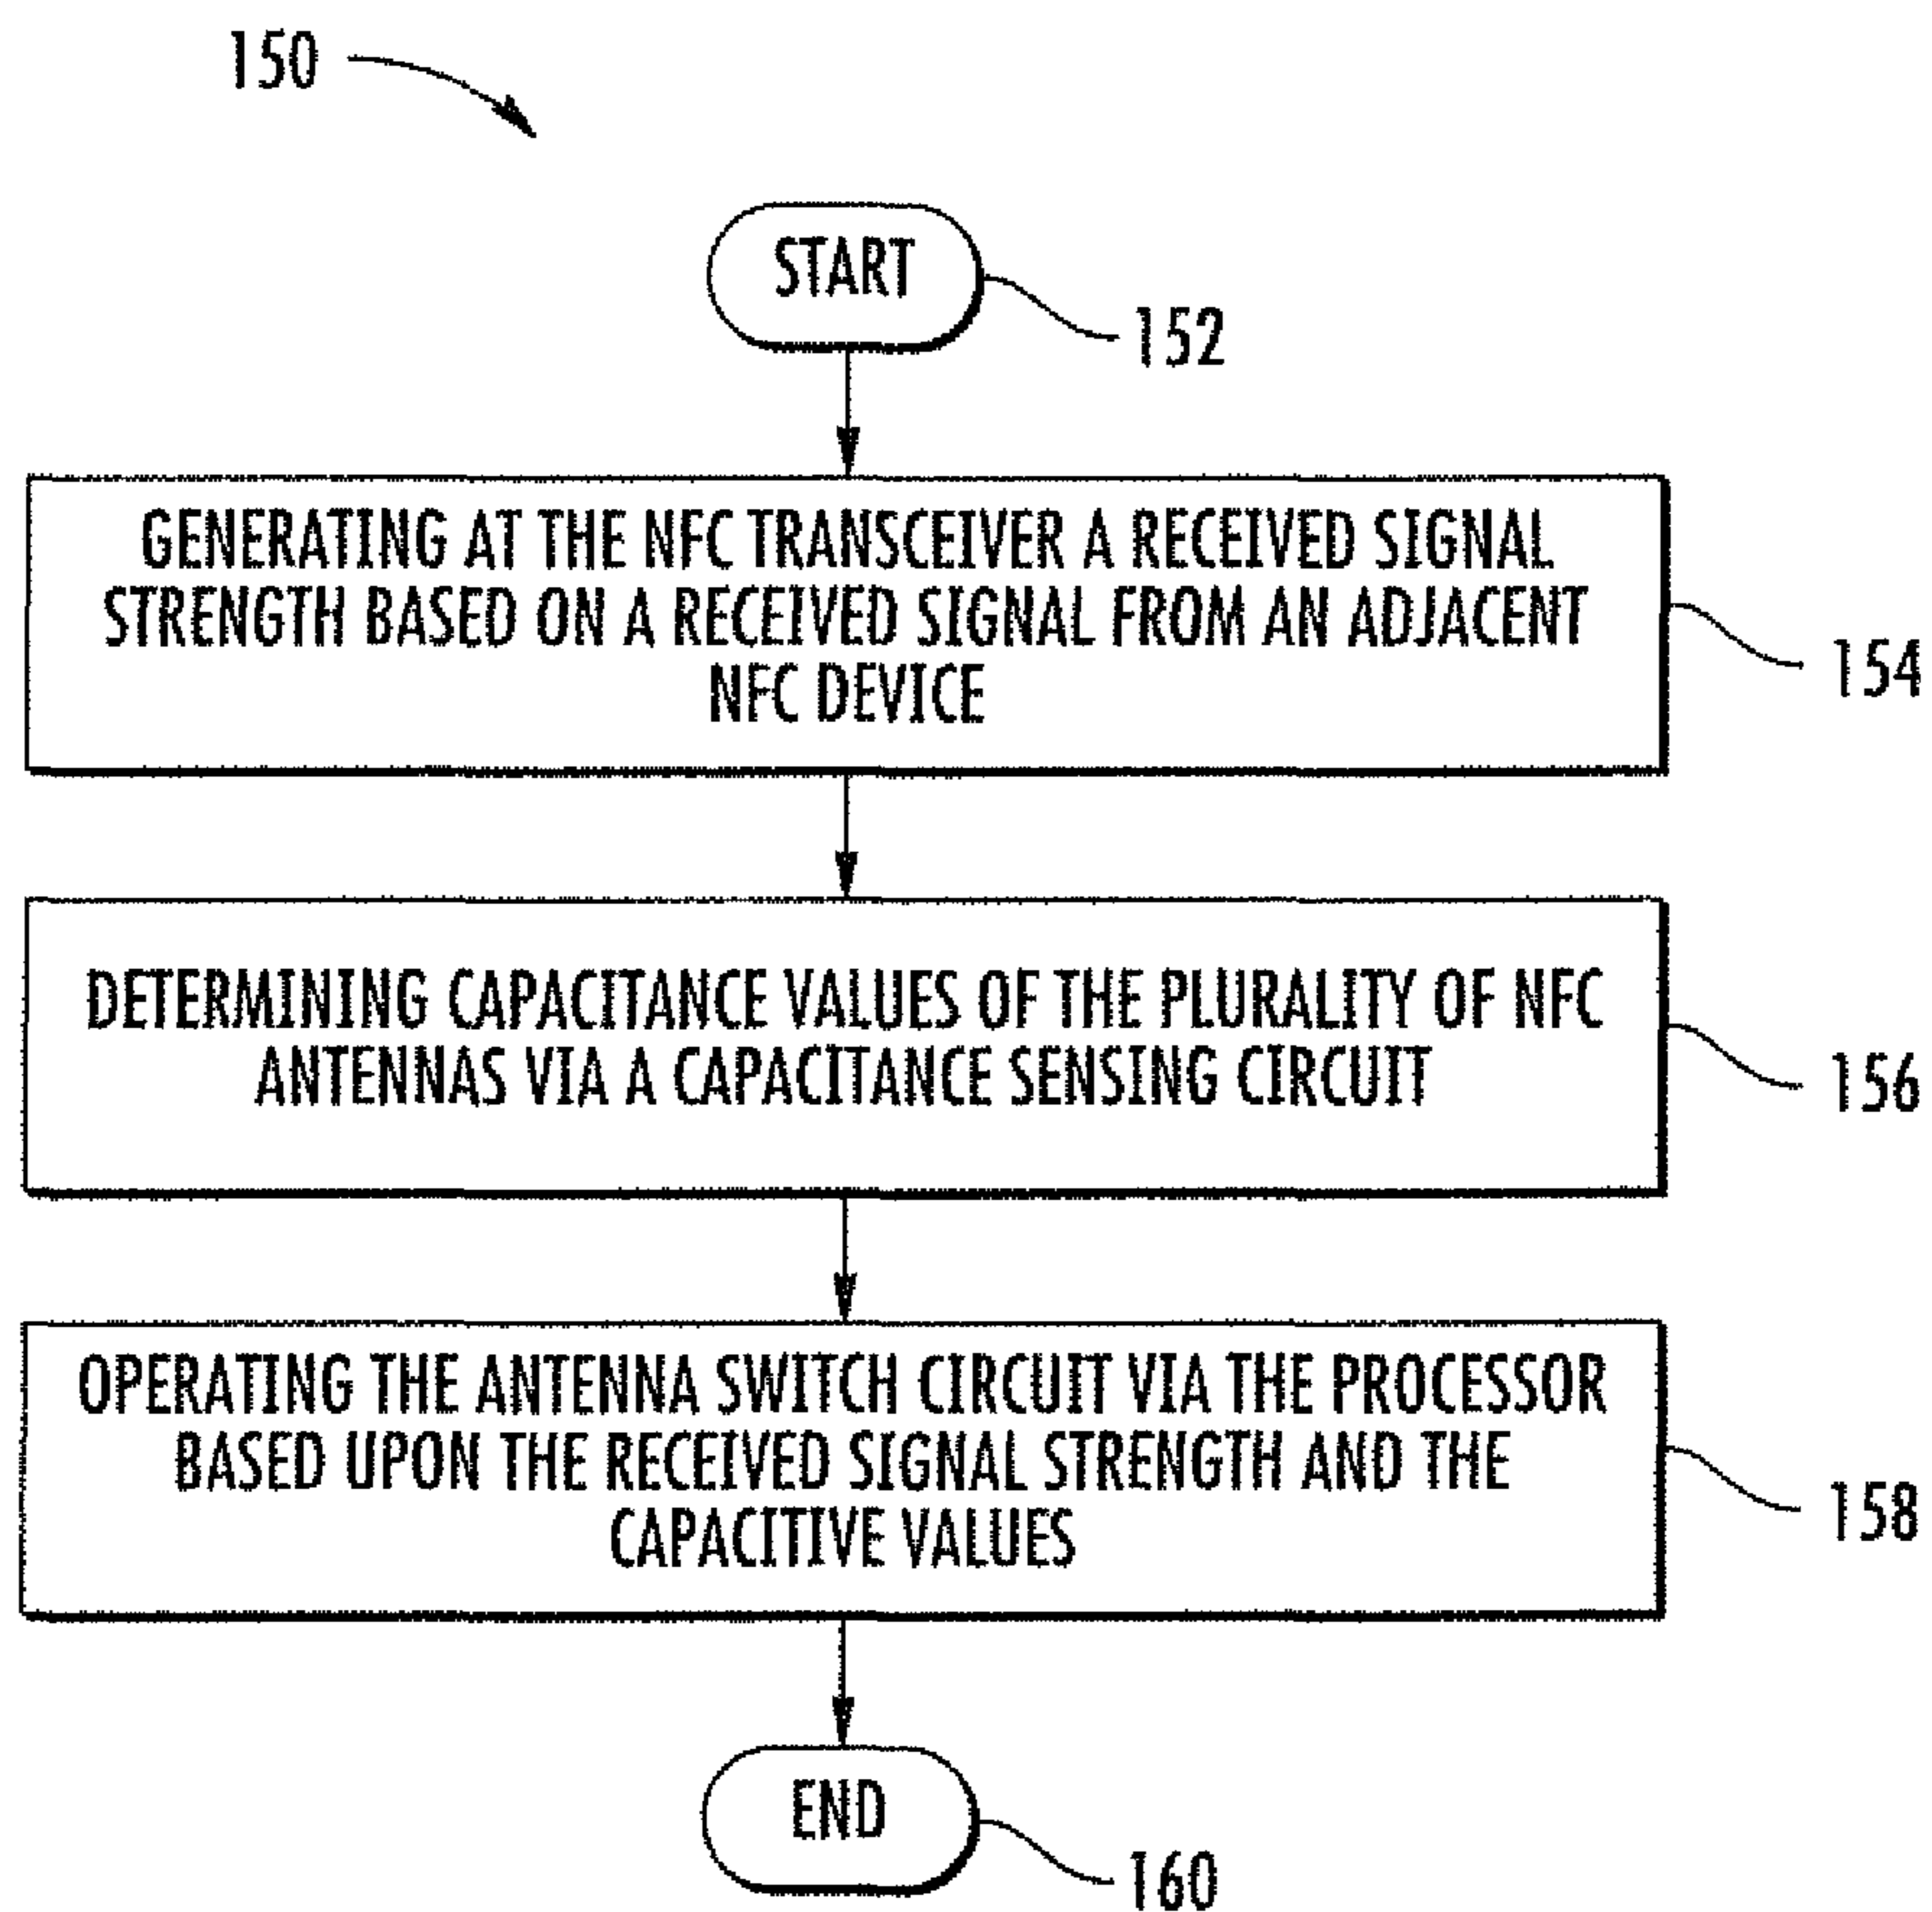 150
START
152
GENERATING AT THE NFC TRANSCEIVER A RECEIVED SIGNAL
STRENGTH BASED ON A RECEIVED SIGNAL FROM AN ADJACENT
NFC DEVICE
154
DETERMINING CAPACITANCE VALUES OF THE PLURALITY OF NFC
ANTENNAS VIA A CAPACITANCE SENSING CIRCUIT
156
OPERATING THE ANTENNA SWITCH CIRCUIT VIA THE PROCESSOR
BASED UPON THE RECEIVED SIGNAL STRENGTH AND THE
CAPACITIVE VALUES
158
END
160